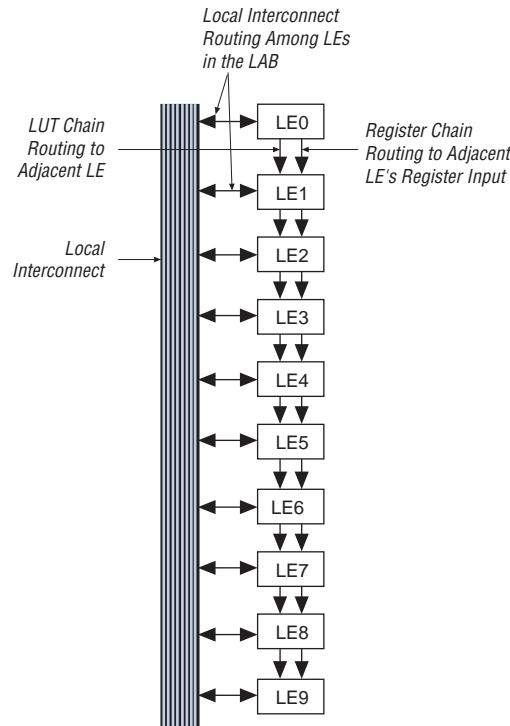 Local Interconnect
Routing Among LEs
in the LAB
LUT Chain
Routing to
Adjacent LE
Register Chain
Routing to Adjacent
LE's Register Input
Local
Interconnect
LE0
LE1
LE2
LE3
LE4
LE5
LE6
LE7
LE8
LE9